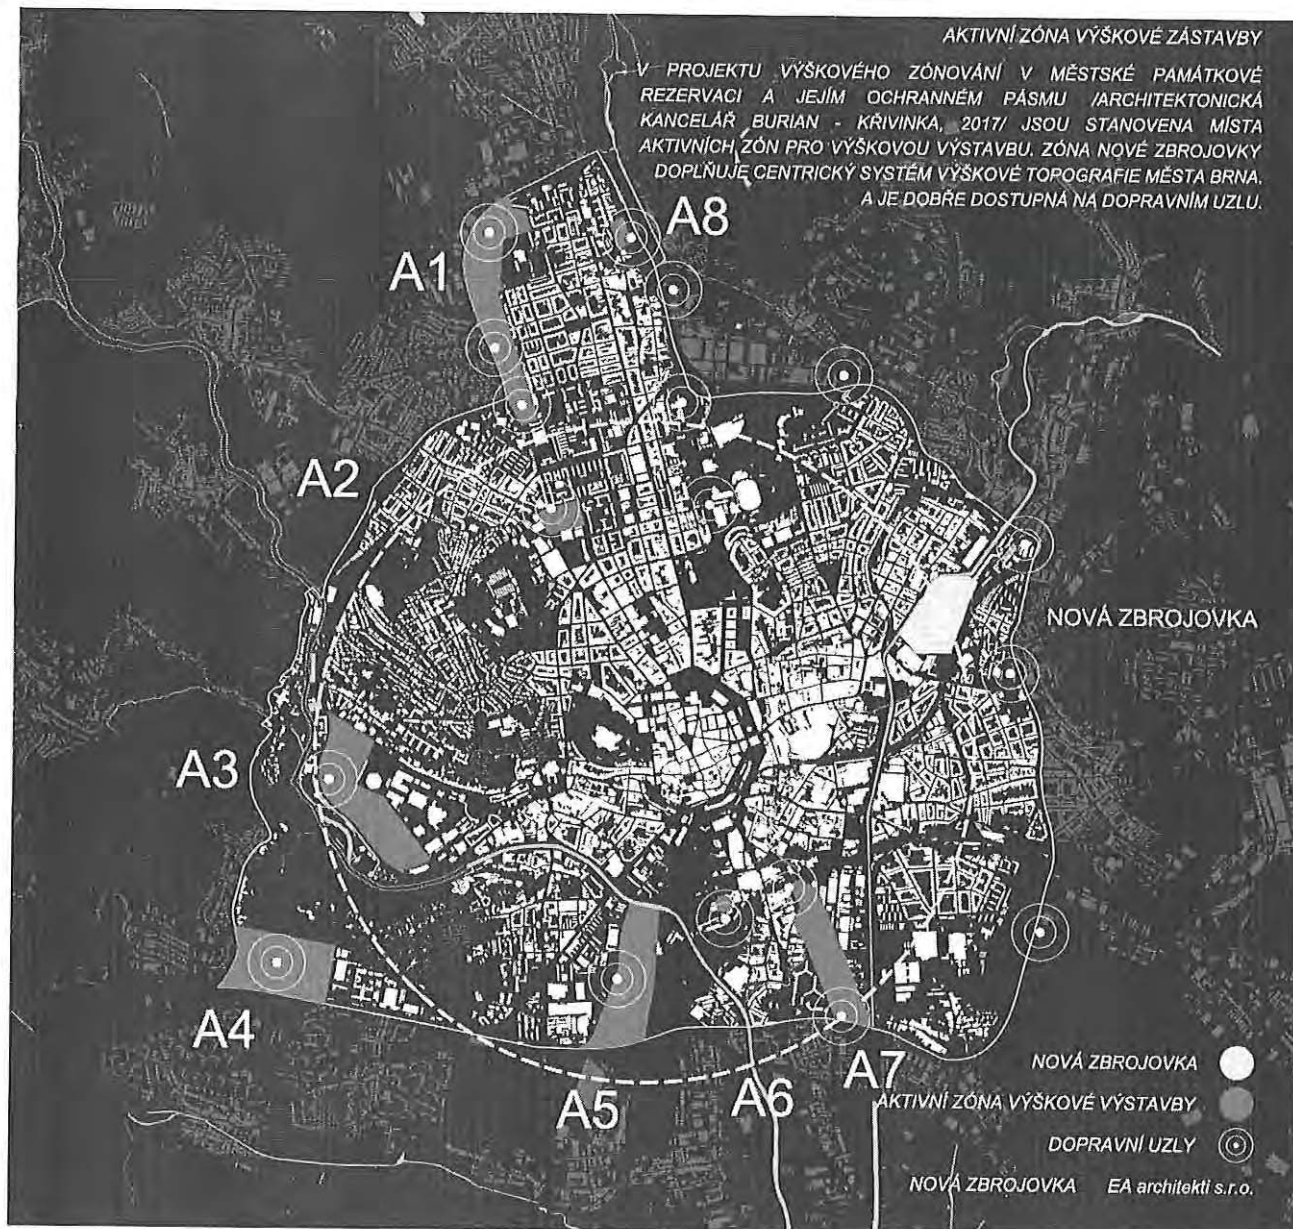 AKTIVNÍ ZÓNA VÝŠKOVÉ ZÁSTAVBY
V PROJEKTU VÝŠKOVÉHO ZÓNOVÁNÍ V MĚSTSKÉ PAMÁTKOVÉ
REZERVACI A JEJÍM OCHRANNÉM PÁSMU /ARCHITEKTONICKÁ
KANCELÁŘ BURIAN - KŘIVINKA, 2017/ JSOU STANOVENA MÍSTA
AKTIVNÍCH ZÓN PRO VÝŠKOVOU VÝSTAVBU. ZÓNA NOVÉ ZBROJOVKY
DOPLŇUJE CENTRICKÝ SYSTÉM VÝŠKOVÉ TOPOGRAFIE MĚSTA BRNA,
A JE DOBŘE DOSTUPNÁ NA DOPRAVNÍM UZLU.
A8
A1
A2
NOVÁ ZBROJOVKA
A3
A4
A5
A6
A7
NOVÁ ZBROJOVKA
AKTIVNÍ ZÓNA VÝŠKOVÉ VÝSTAVBY
DOPRAVNÍ UZLY
NOVÁ ZBROJOVKA EA architekti s.r.o.